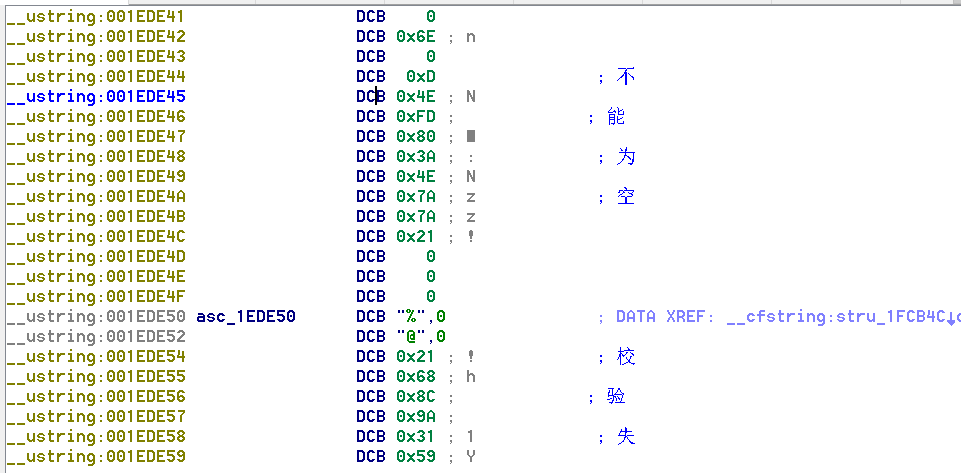 __ustring:001EDE41 DCB 0
__ustring:001EDE42 DCB 0x6E ; n
__ustring:001EDE43 DCB 0
__ustring:001EDE44 DCB 0xD ; 不
__ustring:001EDE45 DCB 0x4E ; N
__ustring:001EDE46 DCB 0xFD ; ; 能
__ustring:001EDE47 DCB 0x80 ; ■
__ustring:001EDE48 DCB 0x3A ; : ; 为
__ustring:001EDE49 DCB 0x4E ; N
__ustring:001EDE4A DCB 0x7A ; z ; 空
__ustring:001EDE4B DCB 0x7A ; z
__ustring:001EDE4C DCB 0x21 ; !
__ustring:001EDE4D DCB 0
__ustring:001EDE4E DCB 0
__ustring:001EDE4F DCB 0
__ustring:001EDE50 asc_1EDE50 DCB "%",0 ; DATA XREF: __cfstring:stru_1FCB4C↓
__ustring:001EDE52 DCB "@",0
__ustring:001EDE54 DCB 0x21 ; ! ; 校
__ustring:001EDE55 DCB 0x68 ; h
__ustring:001EDE56 DCB 0x8C ; ; 验
__ustring:001EDE57 DCB 0x9A ;
__ustring:001EDE58 DCB 0x31 ; 1 ; 失
__ustring:001EDE59 DCB 0x59 ; Y